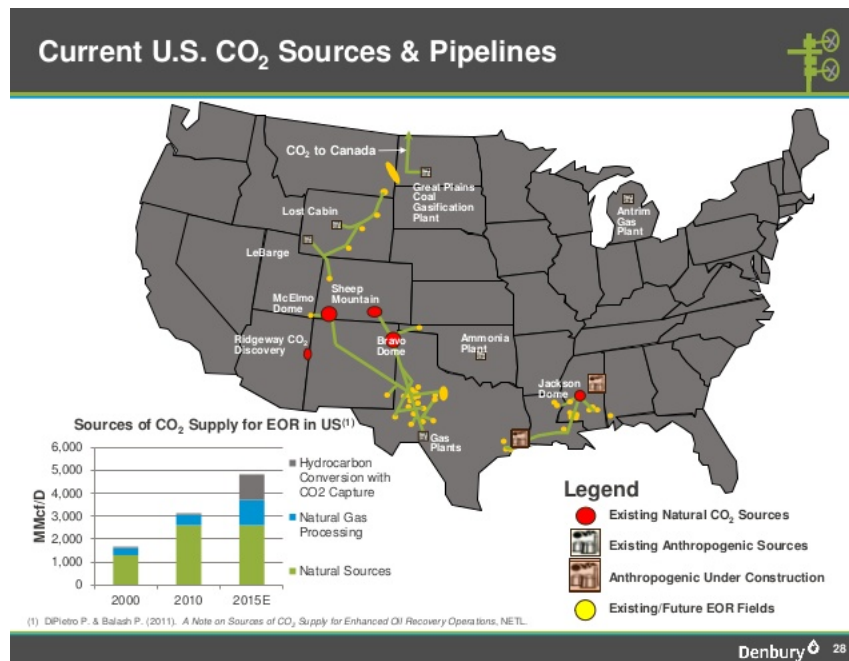 Current U.S. CO₂ Sources & Pipelines
CO₂ to Canada
Great Plains
Coal
Gasification
Plant
Lost Cabin
Antrim
Gas
Plant
LeBarge
Sheep
Mountain
McElmo
Dome
Ridgeway CO₂
Discovery
Bravo
Dome
Ammonia
Plant
Jackson
Dome
Gas
Plants
Sources of CO₂ Supply for EOR in US(1)
MMcf/D
6,000
5,000
4,000
3,000
2,000
1,000
0
2000 2010 2015E
Hydrocarbon
Conversion with
CO2 Capture
Natural Gas
Processing
Natural Sources
Legend
Existing Natural CO₂ Sources
Existing Anthropogenic Sources
Anthropogenic Under Construction
Existing/Future EOR Fields
(1) DiPietro P. & Balash P. (2011). A Note on Sources of CO₂ Supply for Enhanced Oil Recovery Operations, NETL.
Denbury 28